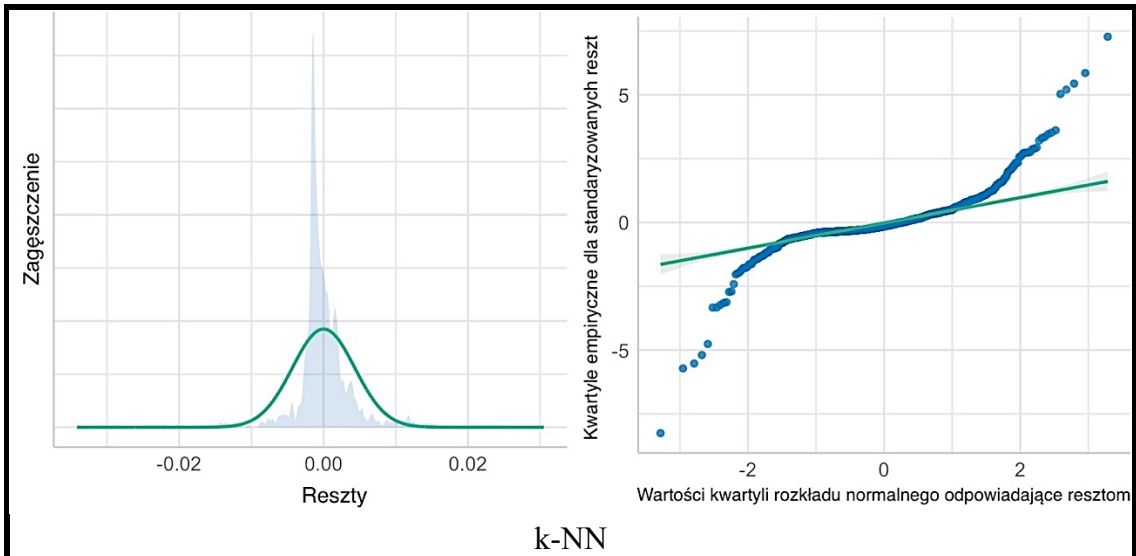 Zagęszczenie
-0.02
0.00
0.02
Reszty
Kwartyle empiryczne dla standaryzowanych reszt
5
0
-5
-2
0
2
Wartości kwartyli rozkładu normalnego odpowiadające resztom
k-NN